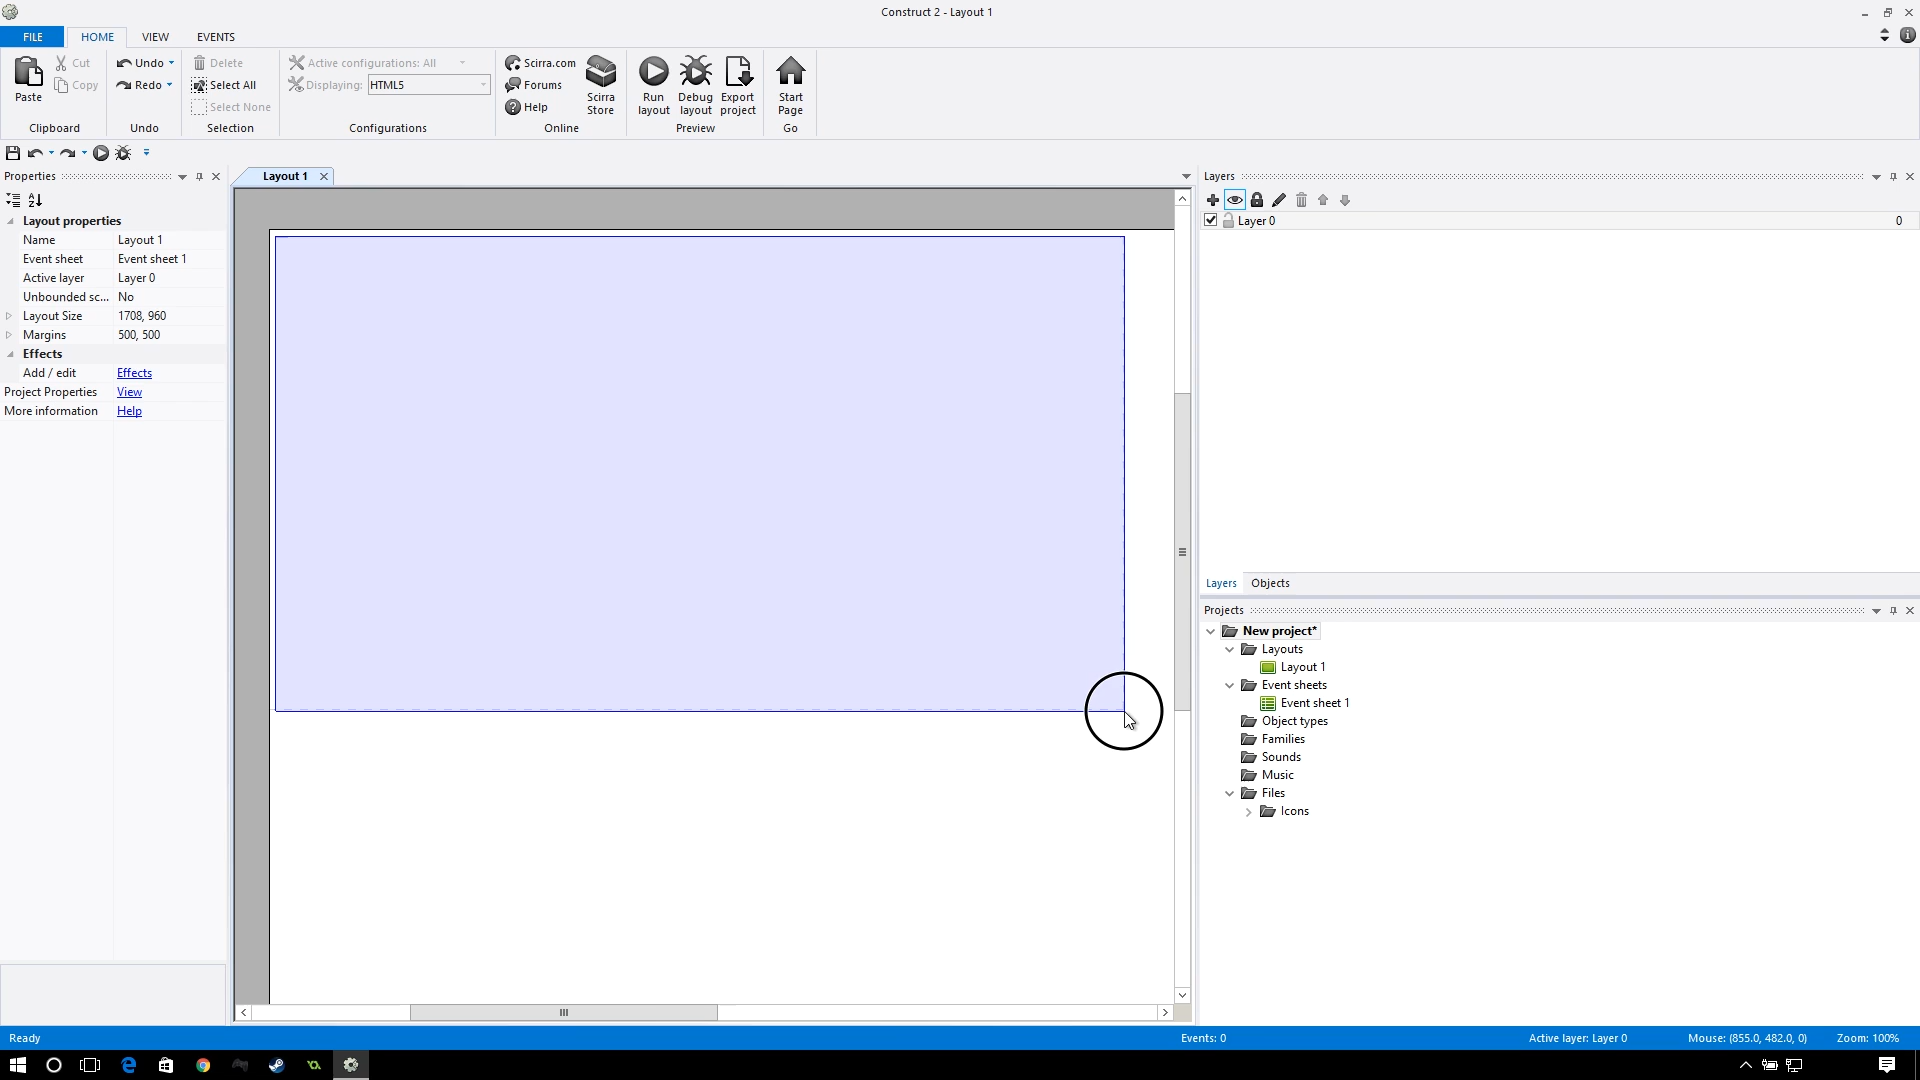 Construct 2 - Layout 1
FILE
HOME
VIEW
EVENTS
Paste
Cut
Copy
Clipboard
Undo
Redo
Undo
Delete
Select All
Select None
Selection
Active configurations: All
Displaying: HTML5
Configurations
Scirra.com
Forums
Help
Scirra
Store
Online
Run
layout
Debug
layout
Export
project
Preview
Start
Page
Go
Properties
Layout 1
Layers
Layout properties
Name Layout 1
Event sheet Event sheet 1
Active layer Layer 0
Unbounded sc... No
Layout Size 1708, 960
Margins 500, 500
Effects
Add / edit Effects
Project Properties View
More information Help
Layer 0 0
Layers Objects
Projects
New project*
Layouts
Layout 1
Event sheets
Event sheet 1
Object types
Families
Sounds
Music
Files
Icons
Ready
Events: 0
Active layer: Layer 0
Mouse: (855.0, 482.0, 0)
Zoom: 100%